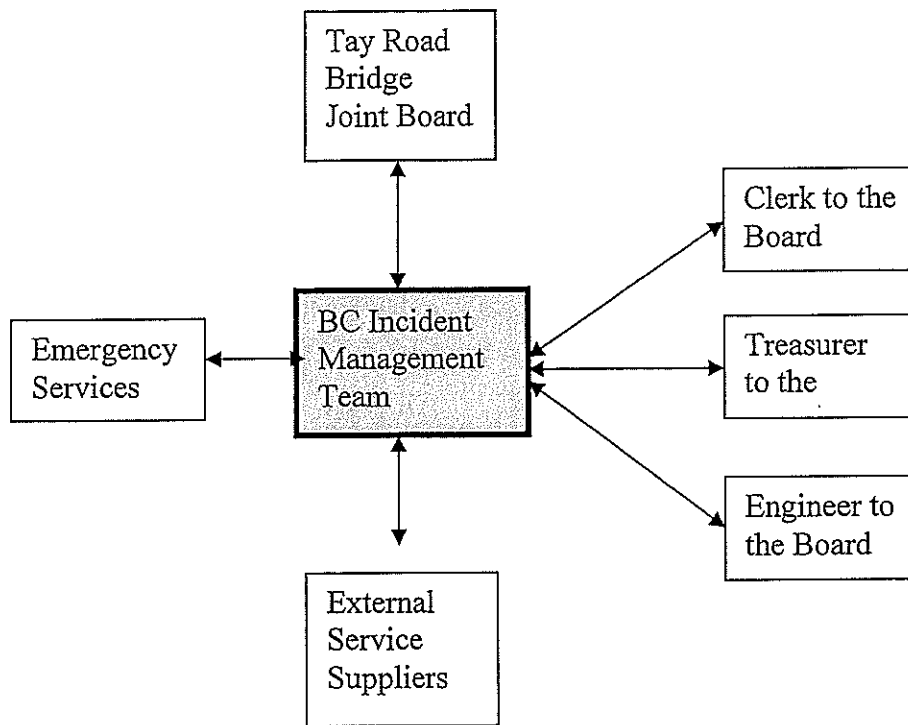 Tay Road
Bridge
Joint Board
Clerk to the
Board
BC Incident
Management
Team
Emergency
Services
Treasurer
to the
Engineer to
the Board
External
Service
Suppliers